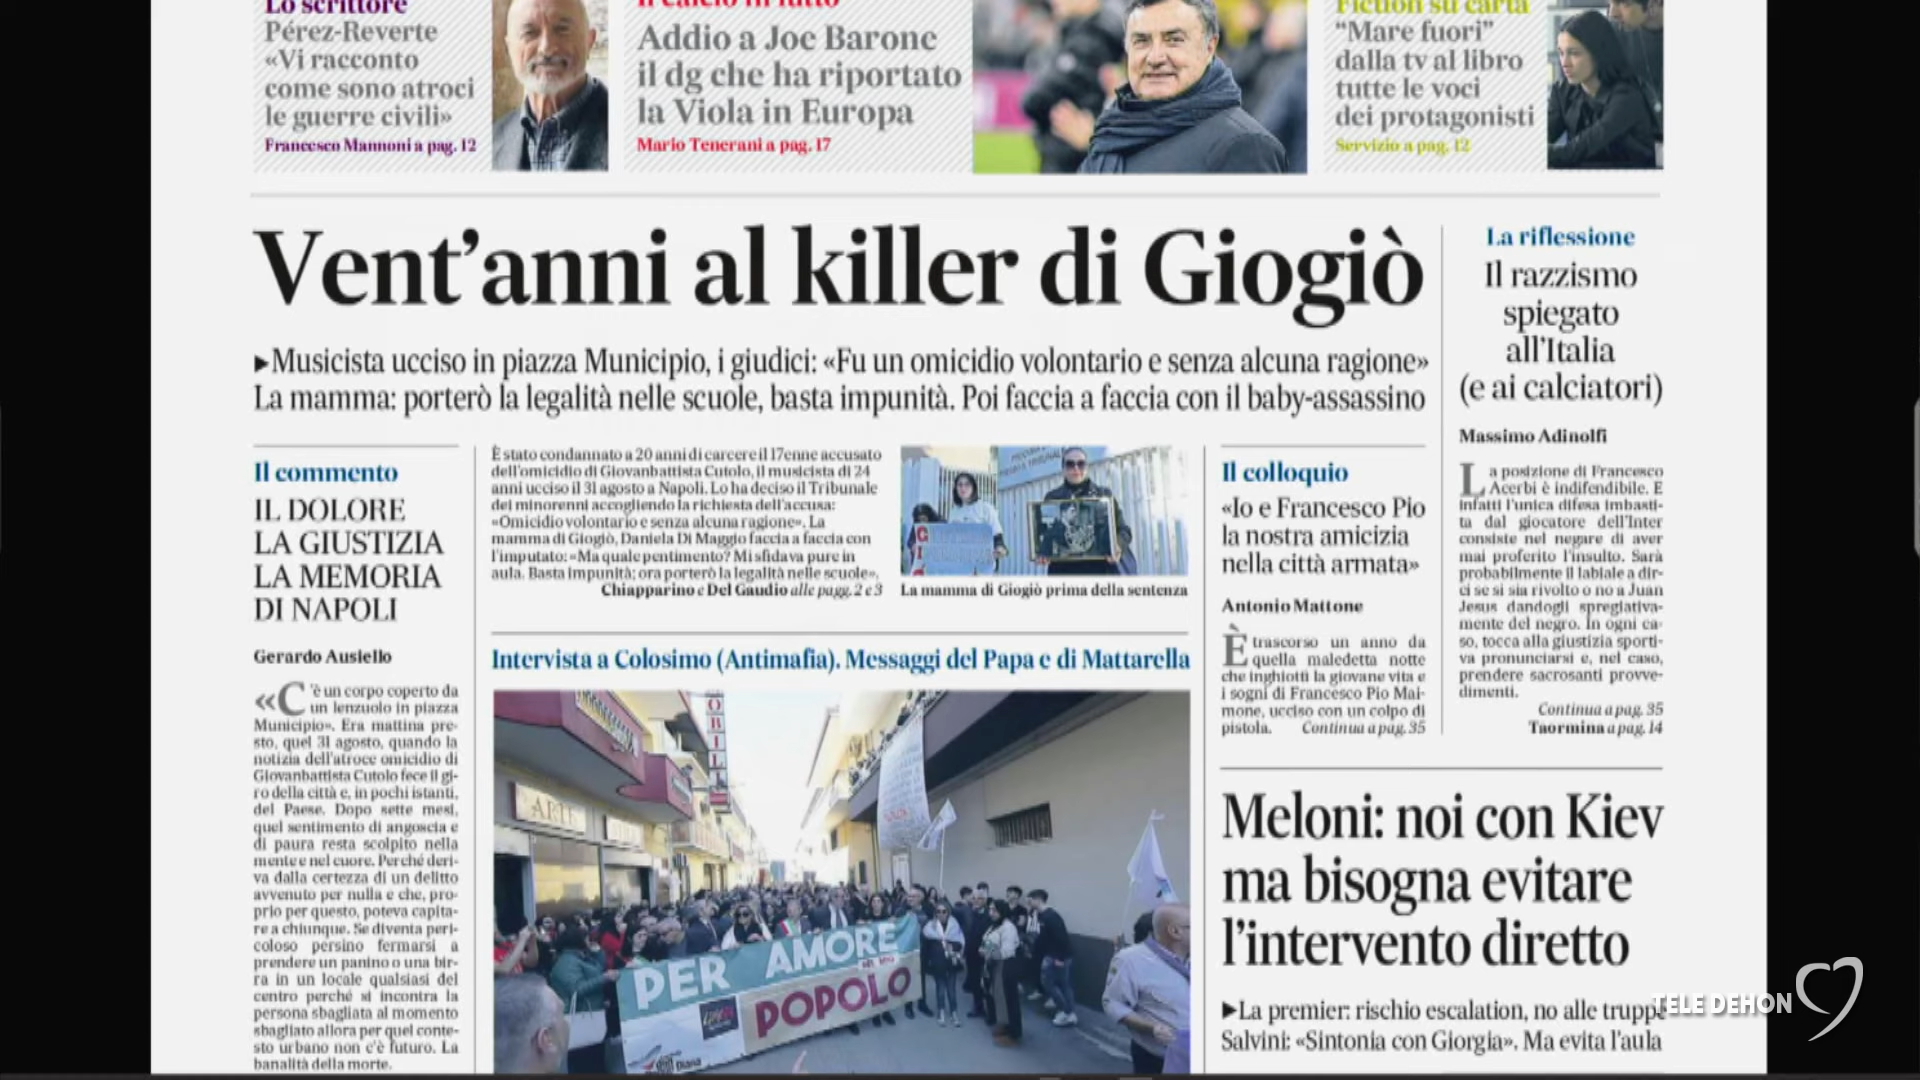 Lo scrittore
Pérez-Reverte
«Vi racconto
come sono atroci
le guerre civili»
Francesco Mannoni a pag. 12
Il calcio in lutto
Addio a Joe Barone
il dg che ha riportato
la Viola in Europa
Mario Tenerani a pag. 17
Fiction su carta
“Mare fuori”
dalla tv al libro
tutte le voci
dei protagonisti
Servizio a pag. 12
Vent’anni al killer di Giogiò
▸Musicista ucciso in piazza Municipio, i giudici: «Fu un omicidio volontario e senza alcuna ragione»
La mamma: porterò la legalità nelle scuole, basta impunità. Poi faccia a faccia con il baby-assassino
Il commento
IL DOLORE
LA GIUSTIZIA
LA MEMORIA
DI NAPOLI
Gerardo Ausiello
«C’è un corpo coperto da
un lenzuolo in piazza
Municipio». Era mattina pre-
sto, quel 31 agosto, quando la
notizia dell’atroce omicidio di
Giovanbattista Cutolo fece il gi-
ro della città e, in pochi istanti,
del Paese. Dopo sette mesi,
quel sentimento di angoscia e
di paura resta scolpito nella
mente e nel cuore. Perché deri-
va dalla certezza di un delitto
avvenuto per nulla e che, pro-
prio per questo, poteva capita-
re a chiunque. Se diventa peri-
coloso persino fermarsi a
prendere un panino o una bir-
ra in un locale qualsiasi del
centro perché si incontra la
persona sbagliata al momento
sbagliato allora per quel conte-
sto urbano non c’è futuro. La
banalità della morte.
È stato condannato a 20 anni di carcere il 17enne accusato
dell’omicidio di Giovanbattista Cutolo, il musicista di 24
anni ucciso il 31 agosto a Napoli. Lo ha deciso il Tribunale
dei minorenni accogliendo la richiesta dell’accusa:
«Omicidio volontario e senza alcuna ragione». La
mamma di Giogiò, Daniela Di Maggio faccia a faccia con
l’imputato: «Ma quale pentimento? Mi sfidava pure in
aula. Basta impunità: ora porterò la legalità nelle scuole».
Chiapparino e Del Gaudio alle pagg. 2 e 3
La mamma di Giogiò prima della sentenza
Intervista a Colosimo (Antimafia). Messaggi del Papa e di Mattarella
OBILI
ARTE
PER AMORE
POPOLO
Il colloquio
«Io e Francesco Pio
la nostra amicizia
nella città armata»
Antonio Mattone
È trascorso un anno da
quella maledetta notte
che inghiottì la giovane vita e
i sogni di Francesco Pio Mai-
mone, ucciso con un colpo di
pistola. Continua a pag. 35
La riflessione
Il razzismo
spiegato
all’Italia
(e ai calciatori)
Massimo Adinolfi
La posizione di Francesco
Acerbi è indifendibile. E
infatti l’unica difesa imbasti-
ta dal giocatore dell’Inter
consiste nel negare di aver
mai proferito l’insulto. Sarà
probabilmente il labiale a dir-
ci se si sia rivolto o no a Juan
Jesus dandogli spregiativa-
mente del negro. In ogni ca-
so, tocca alla giustizia sporti-
va pronunciarsi e, nel caso,
prendere sacrosanti provve-
dimenti.
Continua a pag. 35
Taormina a pag. 14
Meloni: noi con Kiev
ma bisogna evitare
l’intervento diretto
▸La premier: rischio escalation, no alle truppe
Salvini: «Sintonia con Giorgia». Ma evita l’aula
TELE DEHON